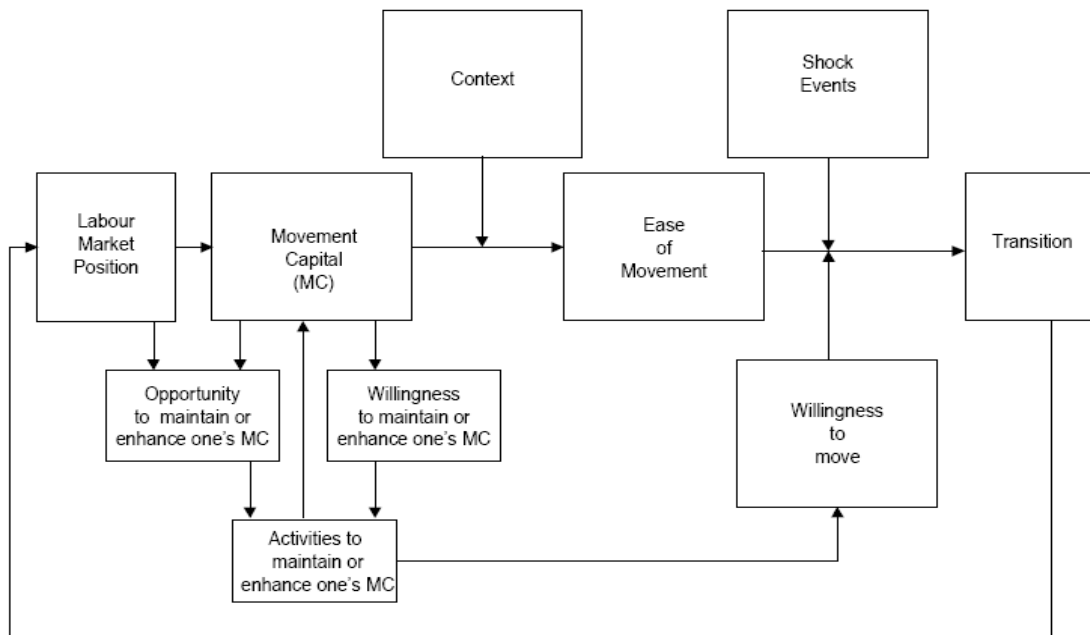 Context
Shock
Events
Labour
Market
Position
Movement
Capital
(MC)
Ease
of
Movement
Transition
Opportunity
to maintain or
enhance one's MC
Willingness
to maintain or
enhance one's MC
Willingness
to
move
Activities to
maintain or
enhance one's MC